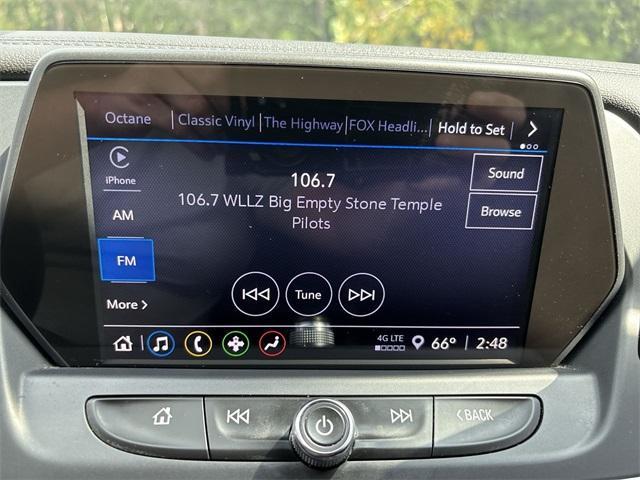 Octane | Classic Vinyl | The Highway | FOX Headli... | Hold to Set |
iPhone
106.7
Sound
106.7 WLLZ Big Empty Stone Temple
Pilots
AM
Browse
FM
More
Tune
4G LTE
66° | 2:48
BACK